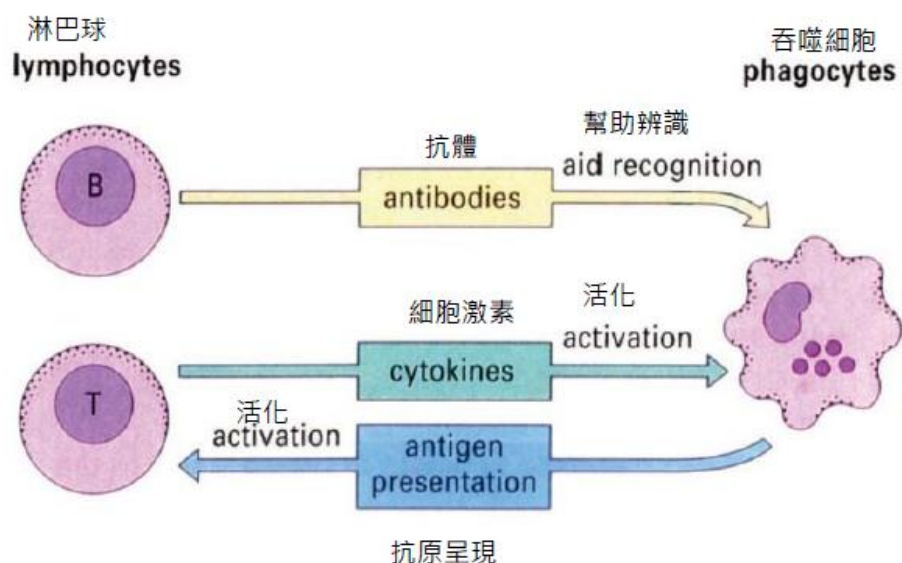 淋巴球
lymphocytes
吞噬細胞
phagocytes
B
抗體
antibodies
幫助辨識
aid recognition
T
細胞激素
cytokines
活化
activation
活化
activation
antigen
presentation
抗原呈現